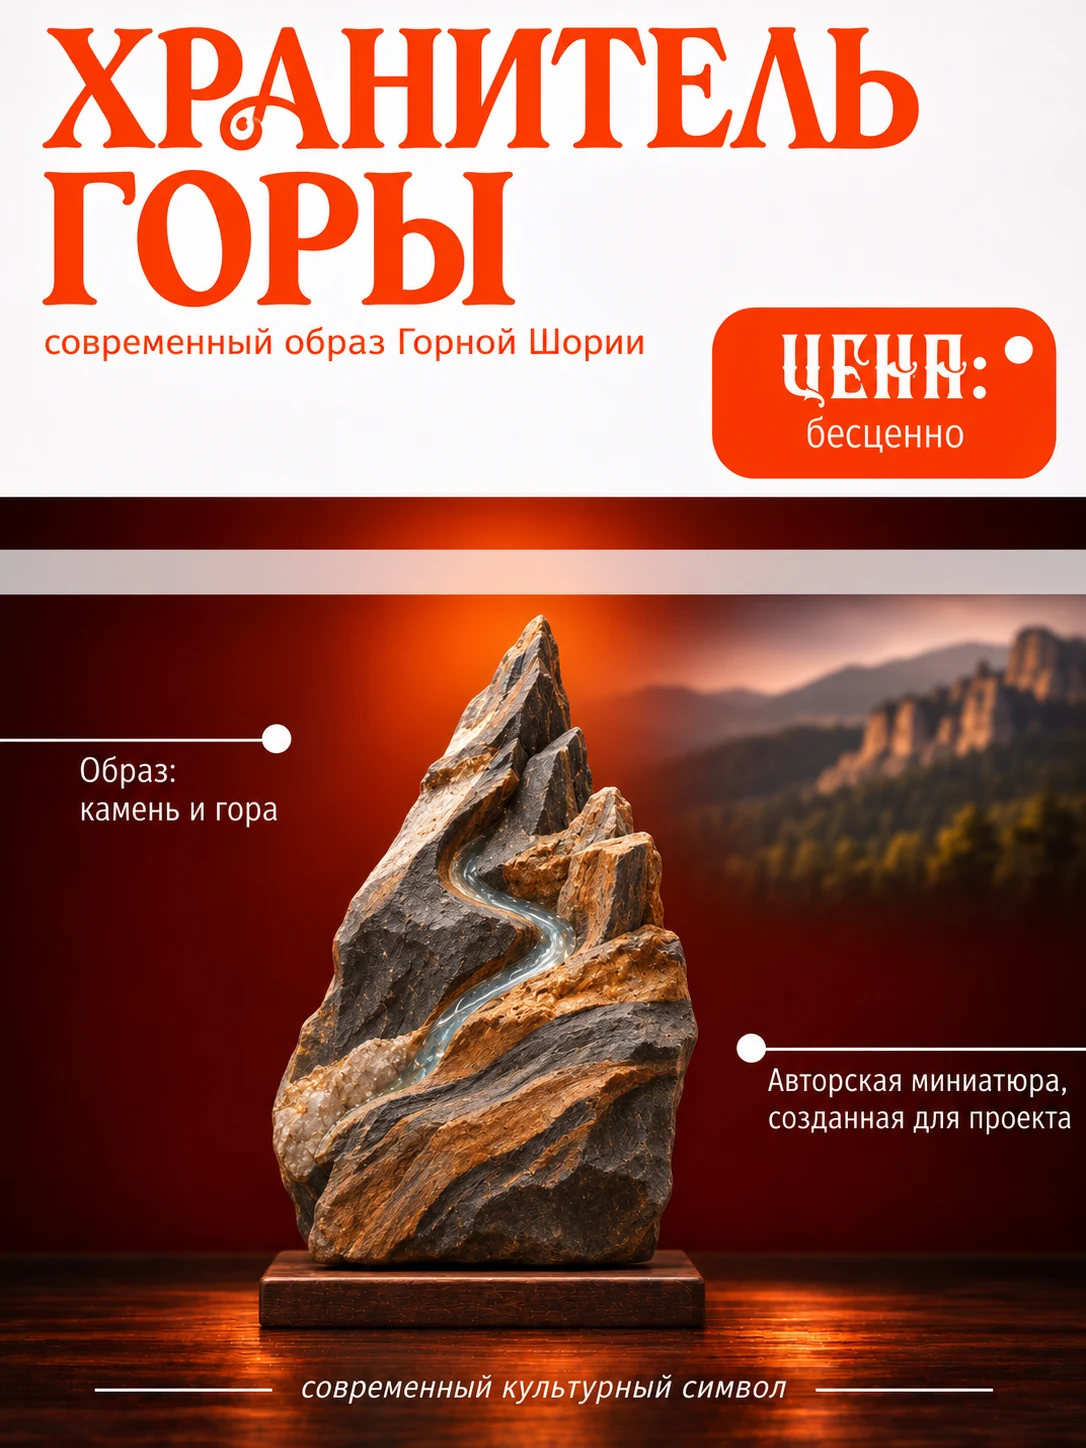 ХРАНИТЕЛЬ
ГОРЫ
современный образ Горной Шории
ЦЕНА:
бесценно
Образ:
камень и гора
Авторская миниатюра,
созданная для проекта
современный культурный символ